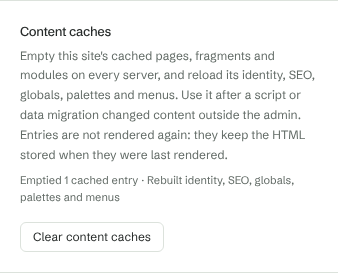 Content caches
Empty this site's cached pages, fragments and
modules on every server, and reload its identity, SEO,
globals, palettes and menus. Use it after a script or
data migration changed content outside the admin.
Entries are not rendered again: they keep the HTML
stored when they were last rendered.
Emptied 1 cached entry · Rebuilt identity, SEO, globals,
palettes and menus
Clear content caches